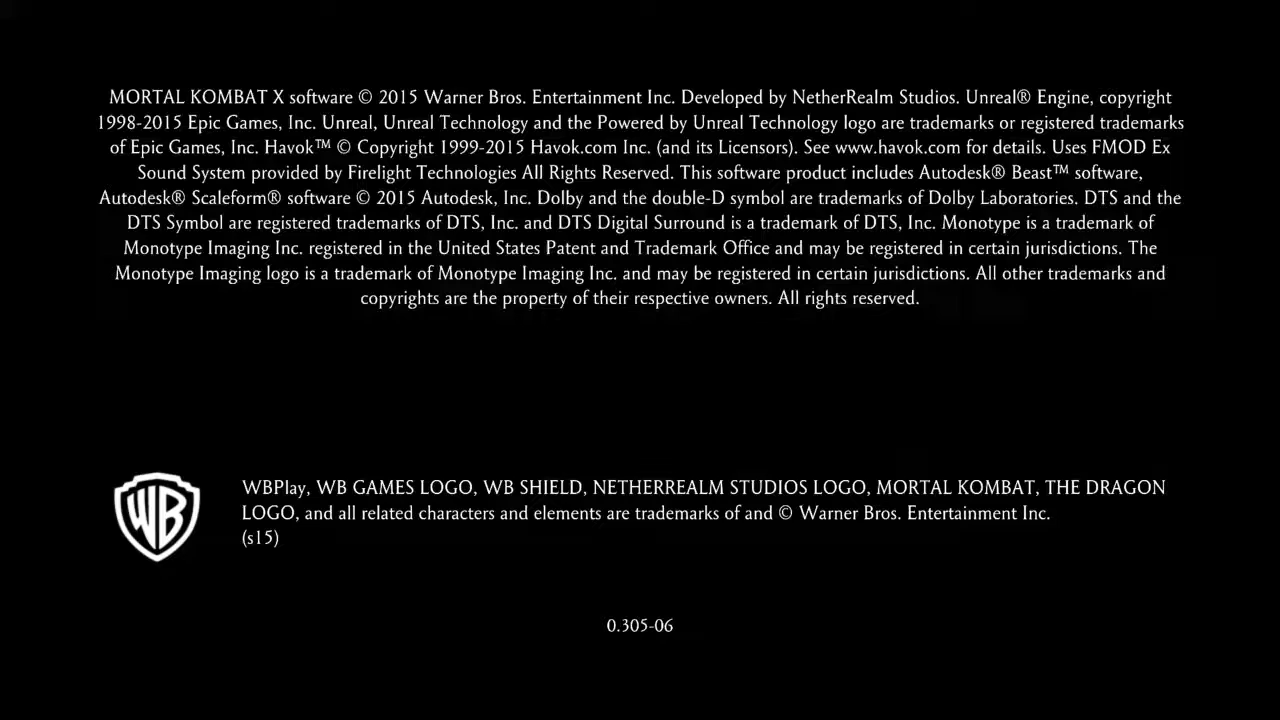 MORTAL KOMBAT X software © 2015 Warner Bros. Entertainment Inc. Developed by NetherRealm Studios. Unreal® Engine, copyright
1998-2015 Epic Games, Inc. Unreal, Unreal Technology and the Powered by Unreal Technology logo are trademarks or registered trademarks
of Epic Games, Inc. Havok™ © Copyright 1999-2015 Havok.com Inc. (and its Licensors). See www.havok.com for details. Uses FMOD Ex
Sound System provided by Firelight Technologies All Rights Reserved. This software product includes Autodesk® Beast™ software,
Autodesk® Scaleform® software © 2015 Autodesk, Inc. Dolby and the double-D symbol are trademarks of Dolby Laboratories. DTS and the
DTS Symbol are registered trademarks of DTS, Inc. and DTS Digital Surround is a trademark of DTS, Inc. Monotype is a trademark of
Monotype Imaging Inc. registered in the United States Patent and Trademark Office and may be registered in certain jurisdictions. The
Monotype Imaging logo is a trademark of Monotype Imaging Inc. and may be registered in certain jurisdictions. All other trademarks and
copyrights are the property of their respective owners. All rights reserved.
WB
WBPlay, WB GAMES LOGO, WB SHIELD, NETHERREALM STUDIOS LOGO, MORTAL KOMBAT, THE DRAGON
LOGO, and all related characters and elements are trademarks of and © Warner Bros. Entertainment Inc.
(s15)
0.305-06